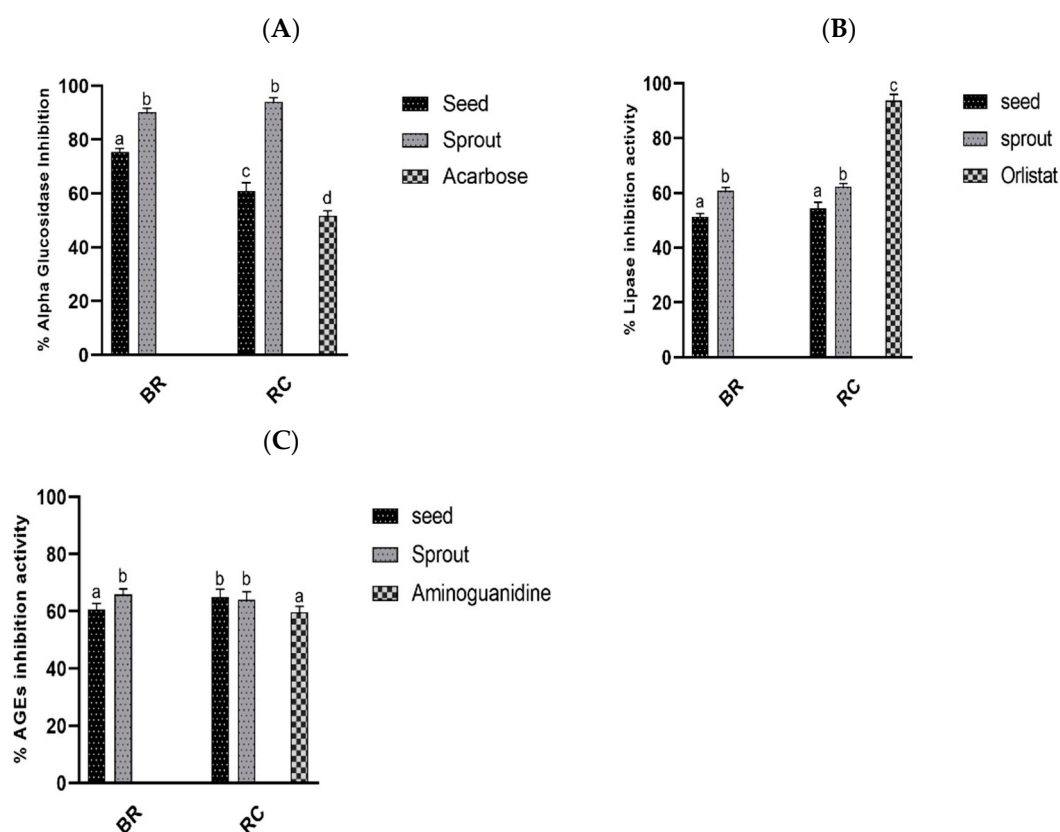 (A)
% Alpha Glucosidase Inhibition
100
80
60
40
20
0
a
b
c
b
d
BR
RC
Seed
Sprout
Acarbose
(B)
% Lipase inhibition activity
100
80
60
40
20
0
a
b
a
b
c
BR
RC
seed
sprout
Orlistat
(C)
% AGEs inhibition activity
100
80
60
40
20
0
a
b
b
b
a
BR
RC
seed
Sprout
Aminoguanidine